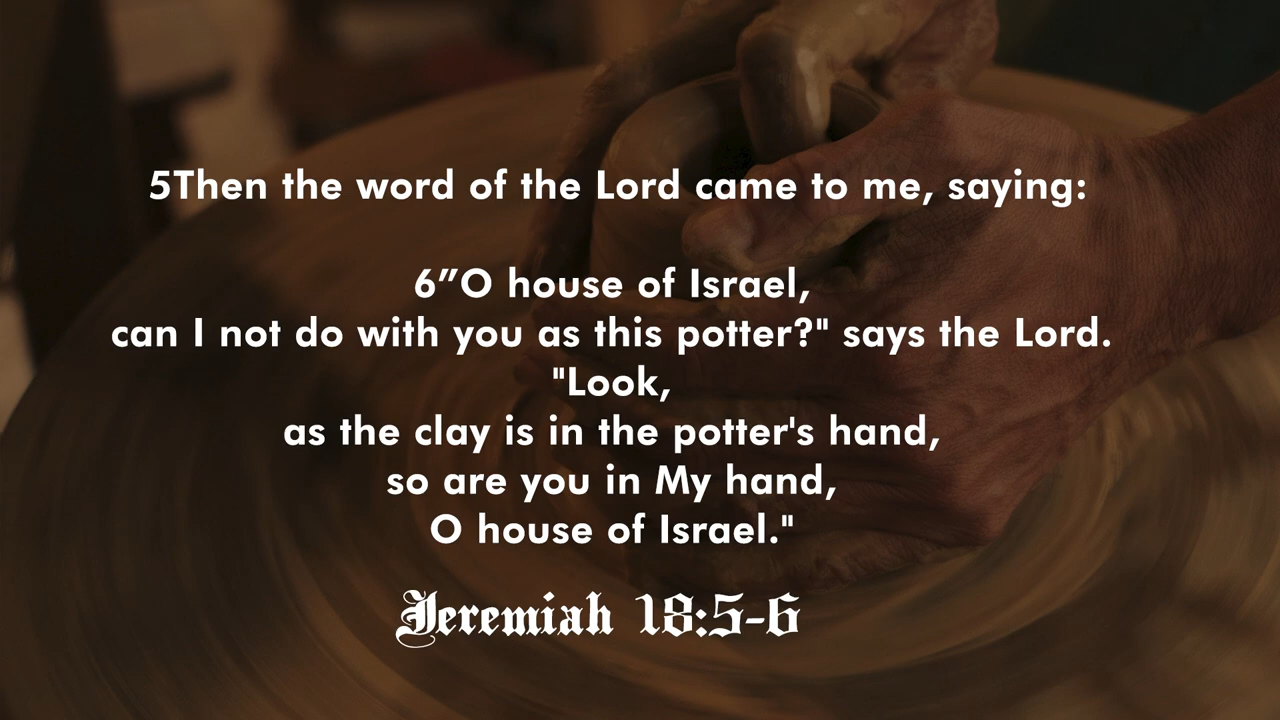 5Then the word of the Lord came to me, saying:
6”O house of Israel,
can I not do with you as this potter?" says the Lord.
"Look,
as the clay is in the potter's hand,
so are you in My hand,
O house of Israel."
Jeremiah 18:5-6